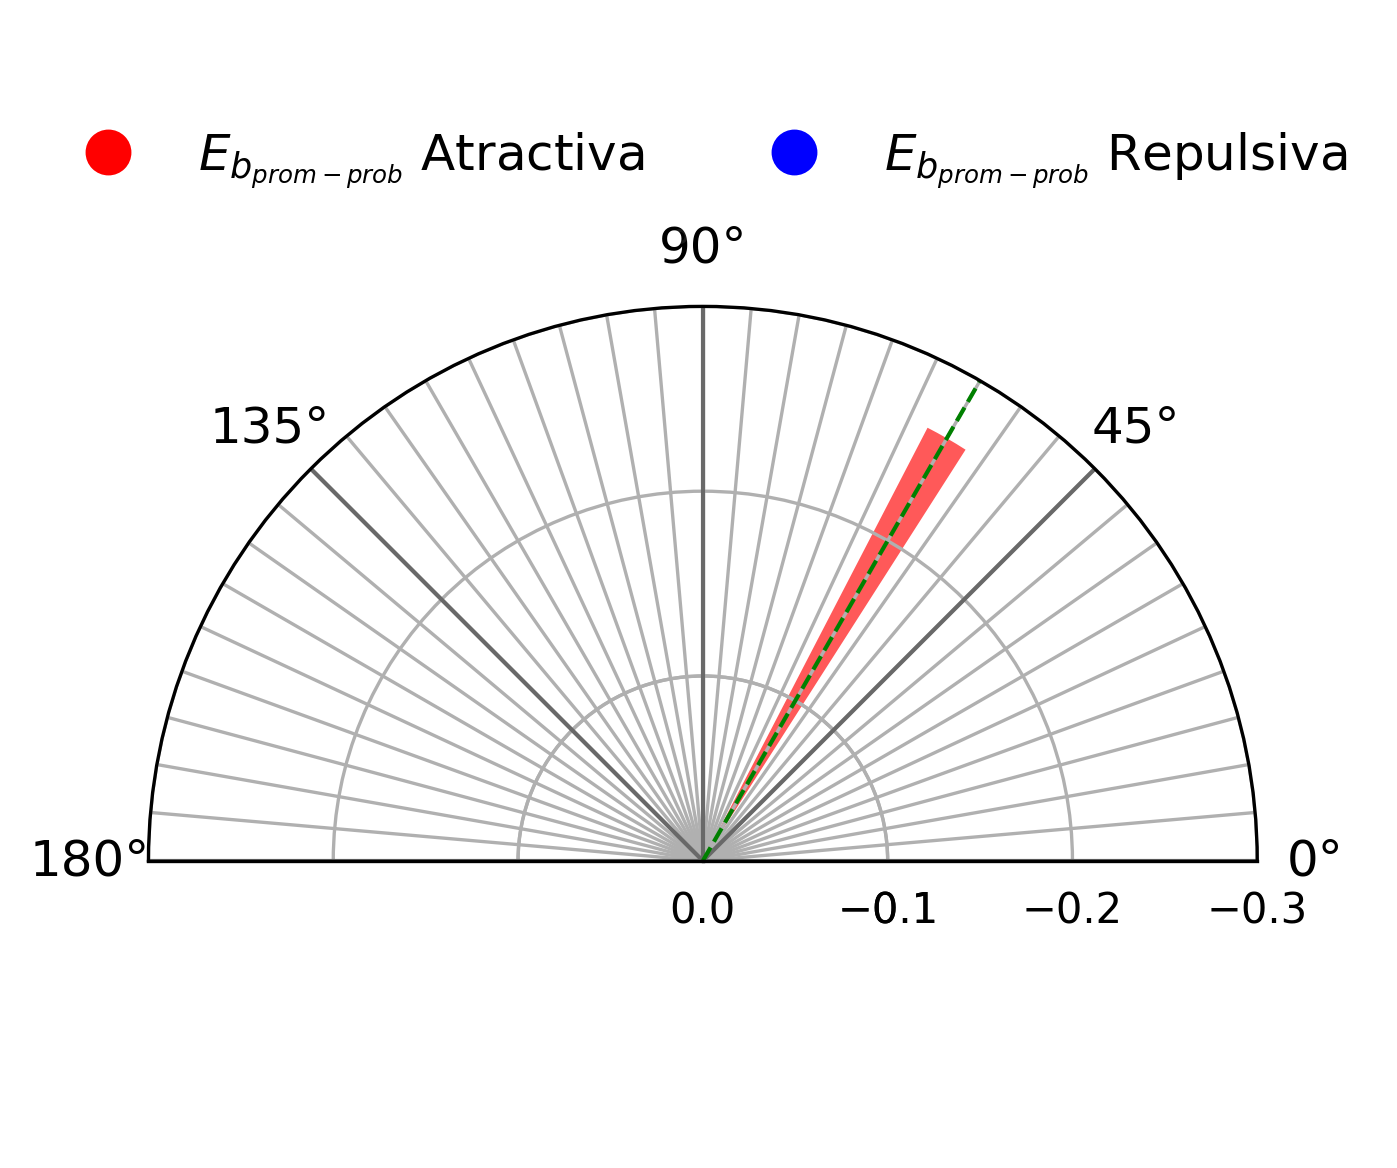 E_{b_{prom-prob}} Atractiva E_{b_{prom-prob}} Repulsiva
90°
135° 45°
180° 0°
0.0 −0.1 −0.2 −0.3